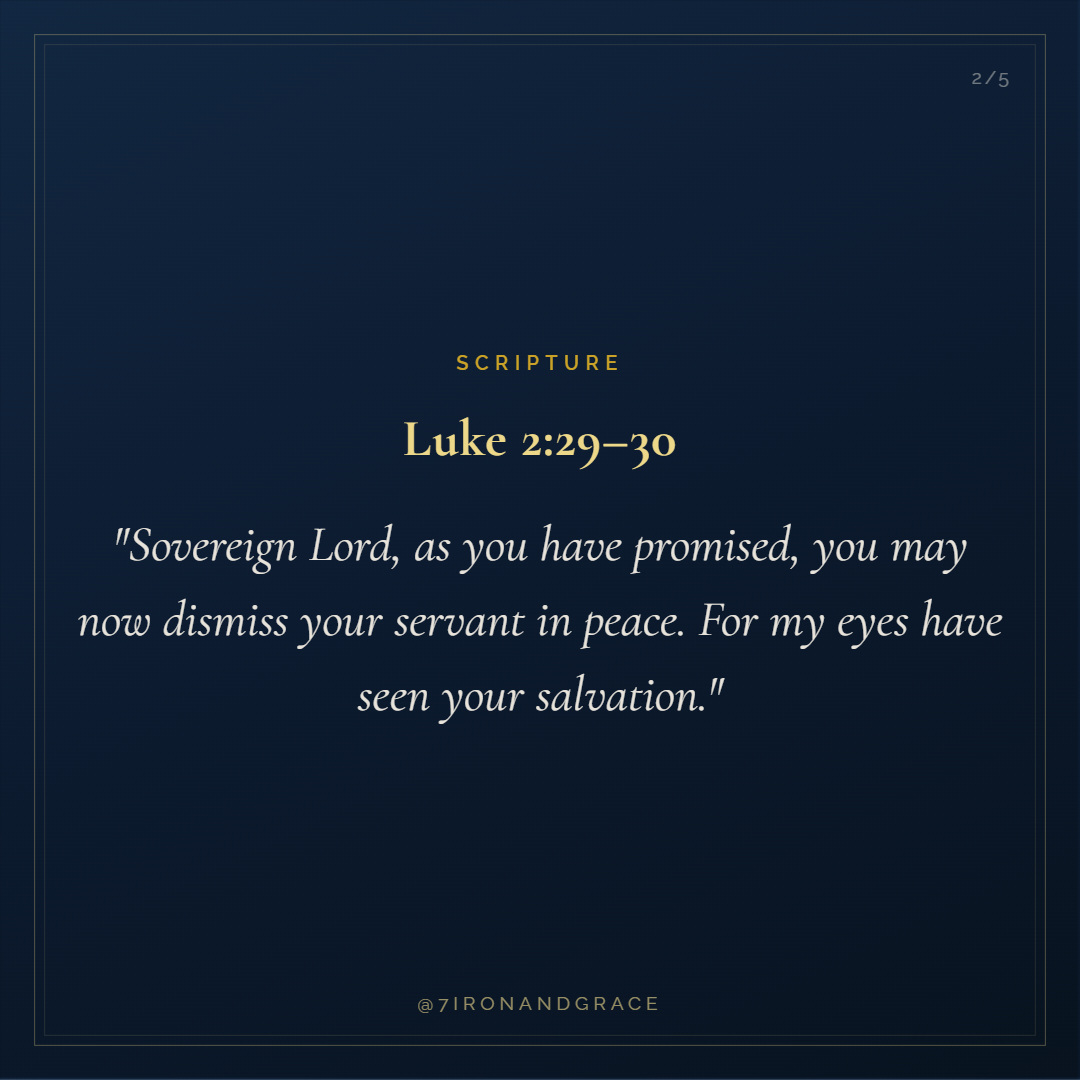 2/5
SCRIPTURE
Luke 2:29–30
"Sovereign Lord, as you have promised, you may
now dismiss your servant in peace. For my eyes have
seen your salvation."
@7IRONANDGRACE